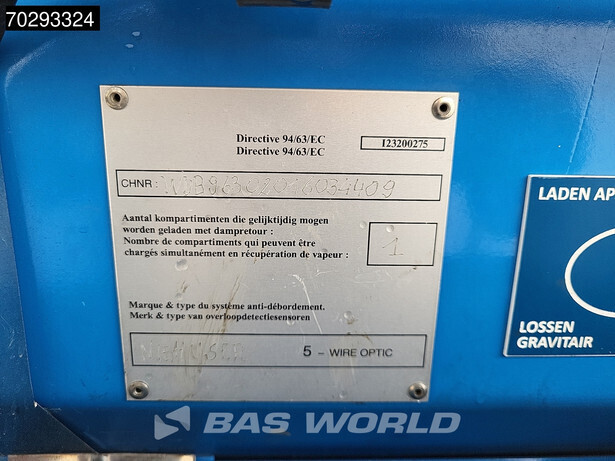 70293324
Directive 94/63/EC
Directive 94/63/EC
123200275
CHNR :
Aantal kompartimenten die gelijktijdig mogen
worden geladen met dampretour :
Nombre de compartiments qui peuvent être
chargés simultanément en récupération de vapeur :
1
Marque & type du système anti-débordement.
Merk & type van overloopdetectiesensoren
5 - WIRE OPTIC
LADEN AP
LOSSEN
GRAVITAIR
BAS WORLD